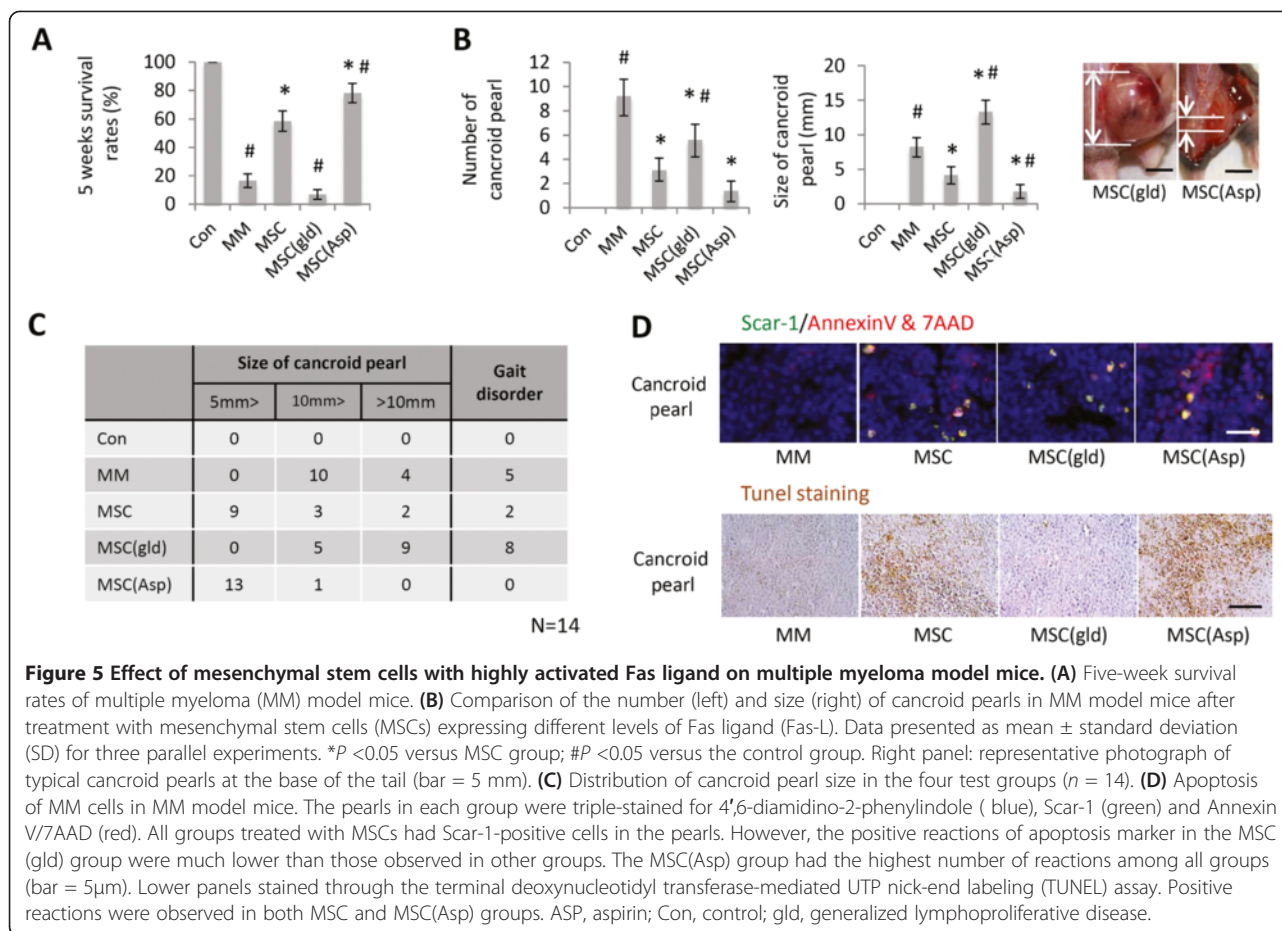 A
5 weeks survival rates (%)
100
80
60
40
20
0
#
*
#
* #
Con
MM
MSC
MSC(gld)
MSC(Asp)
B
Number of cancroid pearl
12
10
8
6
4
2
0
#
*
* #
*
Con
MM
MSC
MSC(gld)
MSC(Asp)
Size of cancroid pearl (mm)
20
15
10
5
0
#
*
* #
* #
Con
MM
MSC
MSC(gld)
MSC(Asp)
MSC(gld) MSC(Asp)
C
Size of cancroid pearl Gait disorder
5mm> 10mm> >10mm
Con 0 0 0 0
MM 0 10 4 5
MSC 9 3 2 2
MSC(gld) 0 5 9 8
MSC(Asp) 13 1 0 0
N=14
D
Scar-1/AnnexinV & 7AAD
Cancroid pearl
MM MSC MSC(gld) MSC(Asp)
Tunel staining
Cancroid pearl
MM MSC MSC(gld) MSC(Asp)
Figure 5 Effect of mesenchymal stem cells with highly activated Fas ligand on multiple myeloma model mice. (A) Five-week survival
rates of multiple myeloma (MM) model mice. (B) Comparison of the number (left) and size (right) of cancroid pearls in MM model mice after
treatment with mesenchymal stem cells (MSCs) expressing different levels of Fas ligand (Fas-L). Data presented as mean ± standard deviation
(SD) for three parallel experiments. *P <0.05 versus MSC group; #P <0.05 versus the control group. Right panel: representative photograph of
typical cancroid pearls at the base of the tail (bar = 5 mm). (C) Distribution of cancroid pearl size in the four test groups (n = 14). (D) Apoptosis
of MM cells in MM model mice. The pearls in each group were triple-stained for 4′,6-diamidino-2-phenylindole ( blue), Scar-1 (green) and Annexin
V/7AAD (red). All groups treated with MSCs had Scar-1-positive cells in the pearls. However, the positive reactions of apoptosis marker in the MSC
(gld) group were much lower than those observed in other groups. The MSC(Asp) group had the highest number of reactions among all groups
(bar = 5μm). Lower panels stained through the terminal deoxynucleotidyl transferase-mediated UTP nick-end labeling (TUNEL) assay. Positive
reactions were observed in both MSC and MSC(Asp) groups. ASP, aspirin; Con, control; gld, generalized lymphoproliferative disease.